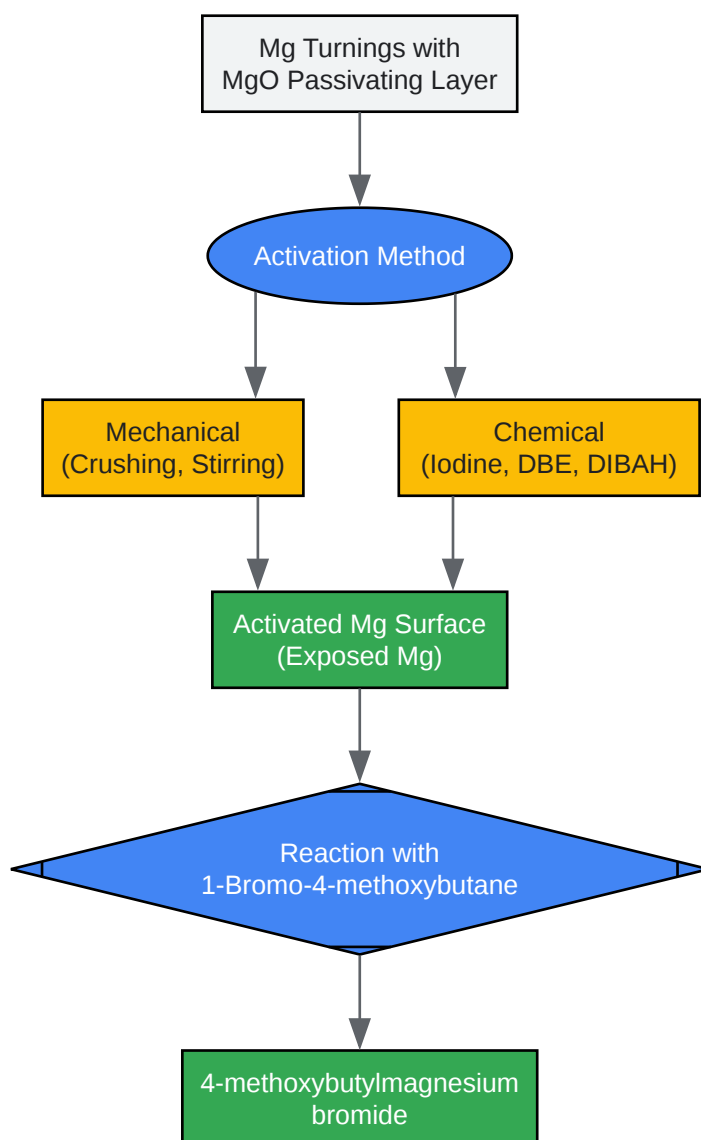 Mg Turnings with
MgO Passivating Layer
Activation Method
Mechanical
(Crushing, Stirring)
Chemical
(Iodine, DBE, DIBAH)
Activated Mg Surface
(Exposed Mg)
Reaction with
1-Bromo-4-methoxybutane
4-methoxybutylmagnesium
bromide